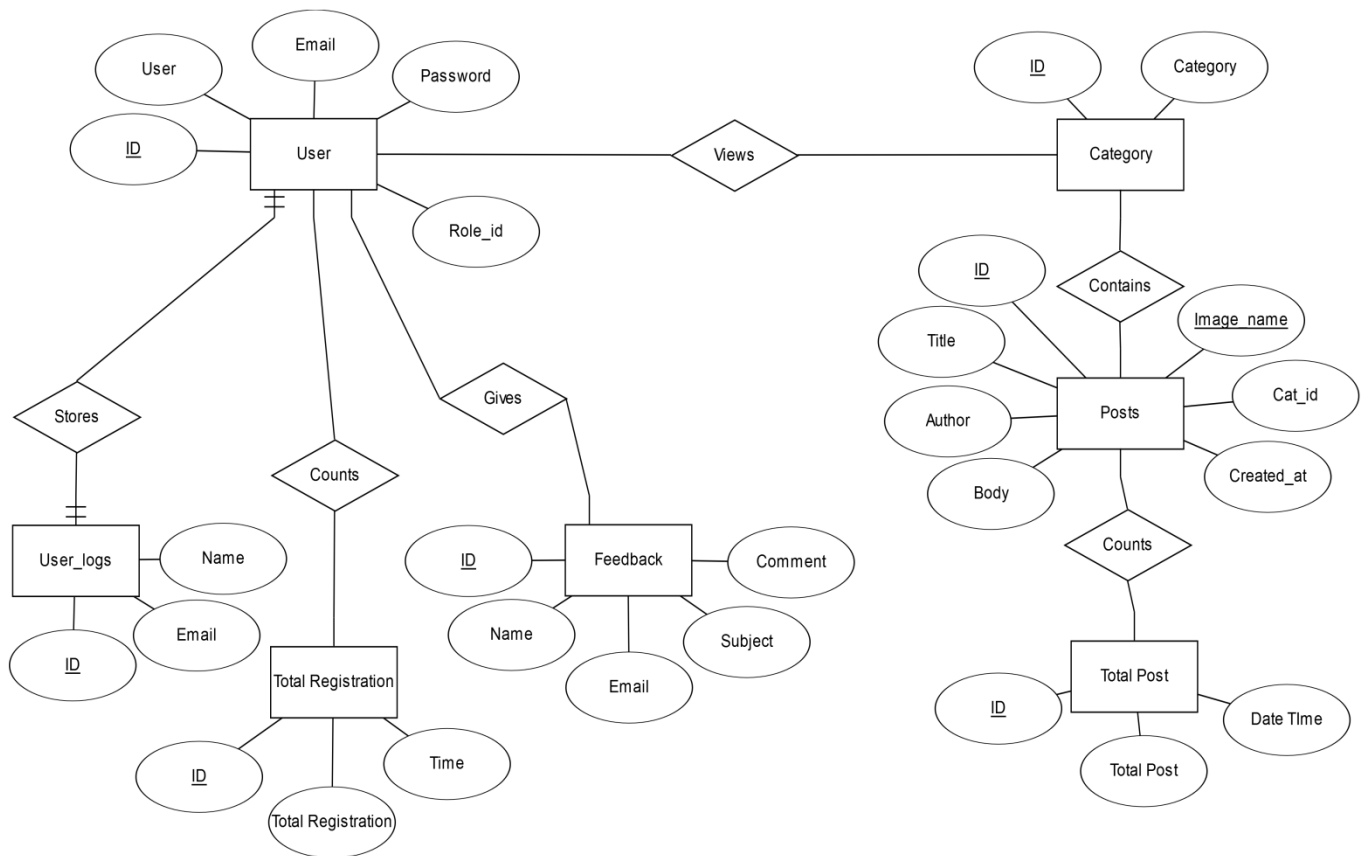 Email
User
Password
ID
Category
ID
User
Views
Category
Role_id
ID
Contains
Image_name
Title
Cat_id
Author
Posts
Stores
Gives
Counts
Body
Created_at
Counts
User_logs
Name
ID
Feedback
Comment
Name
Email
Subject
ID
Total Registration
Email
Total Post
ID
Date TIme
Time
ID
Total Post
Total Registration